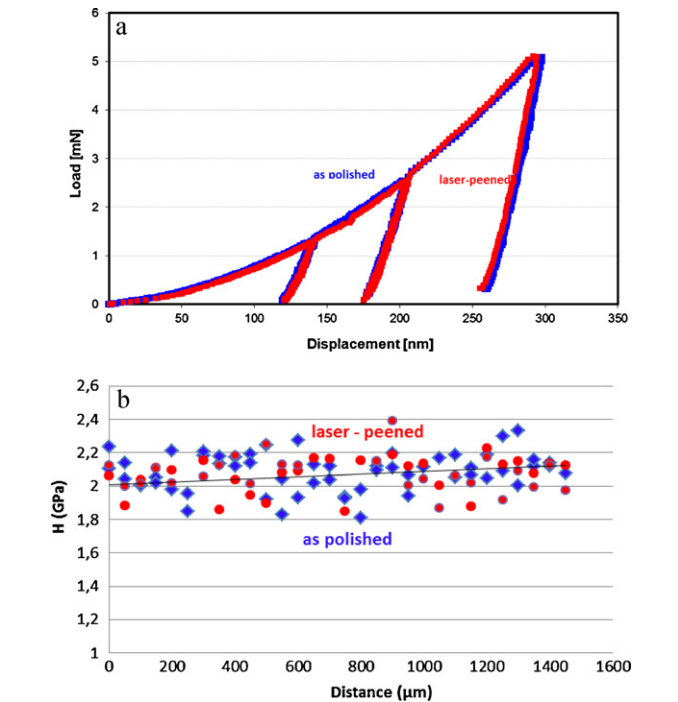 a
6
5
4
3
2
1
0
Load [mN]
as polished
laser-peened
0 50 100 150 200 250 300 350
Displacement [nm]
b
2,6
2,4
2,2
2
1,8
1,6
1,4
1,2
1
H (GPa)
laser - peened
as polished
0 200 400 600 800 1000 1200 1400 1600
Distance (μm)